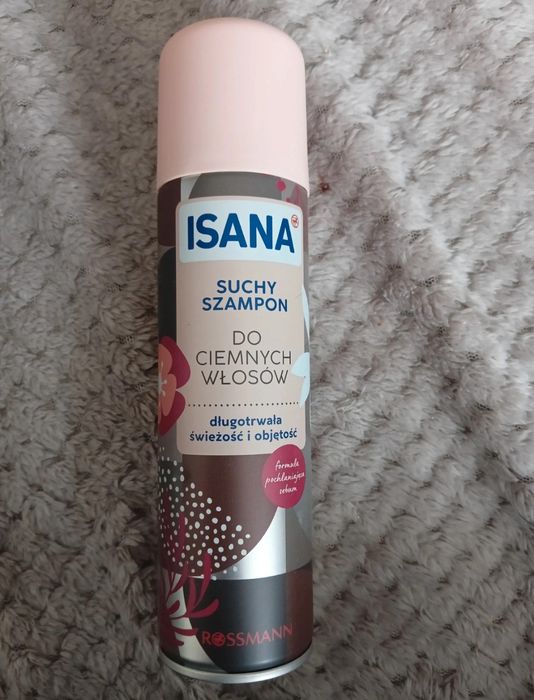 ISANA
SUCHY
SZAMPON
DO
CIEMNYCH
WŁOSÓW
długotrwała
świeżość i objętość
formuła
pochłaniająca
sebum
ROSSMANN